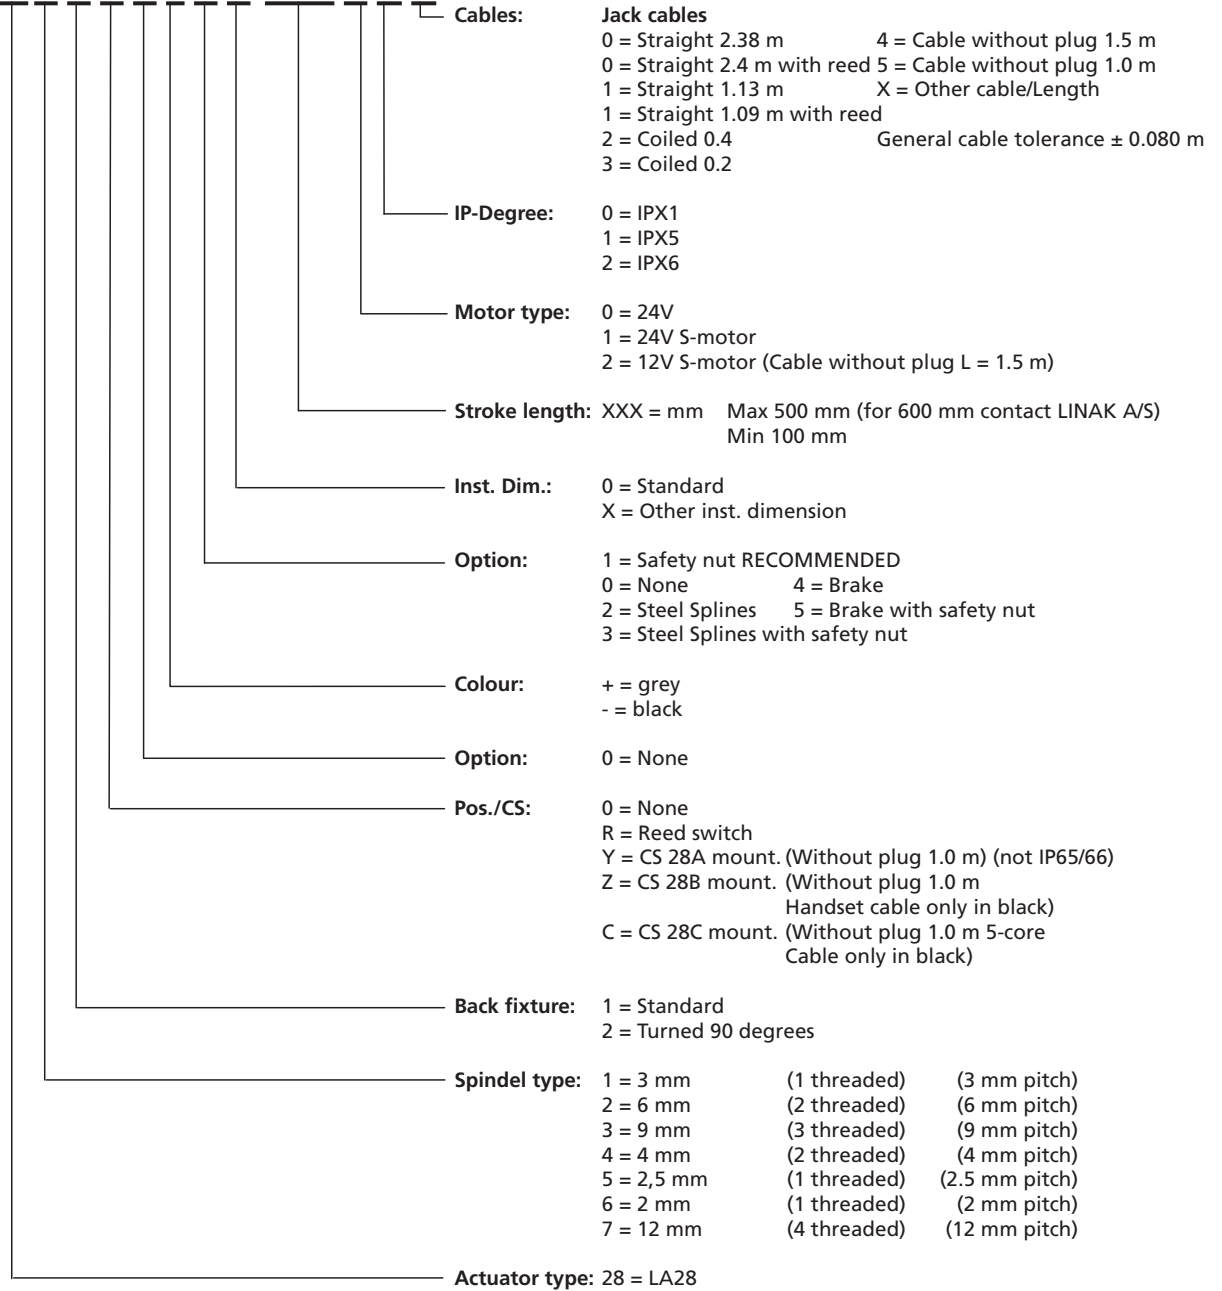 Cables: Jack cables
0 = Straight 2.38 m 4 = Cable without plug 1.5 m
0 = Straight 2.4 m with reed 5 = Cable without plug 1.0 m
1 = Straight 1.13 m X = Other cable/Length
1 = Straight 1.09 m with reed
2 = Coiled 0.4 General cable tolerance ± 0.080 m
3 = Coiled 0.2
IP-Degree: 0 = IPX1
1 = IPX5
2 = IPX6
Motor type: 0 = 24V
1 = 24V S-motor
2 = 12V S-motor (Cable without plug L = 1.5 m)
Stroke length: XXX = mm Max 500 mm (for 600 mm contact LINAK A/S)
Min 100 mm
Inst. Dim.: 0 = Standard
X = Other inst. dimension
Option: 1 = Safety nut RECOMMENDED
0 = None 4 = Brake
2 = Steel Splines 5 = Brake with safety nut
3 = Steel Splines with safety nut
Colour: + = grey
- = black
Option: 0 = None
Pos./CS: 0 = None
R = Reed switch
Y = CS 28A mount. (Without plug 1.0 m) (not IP65/66)
Z = CS 28B mount. (Without plug 1.0 m
Handset cable only in black)
C = CS 28C mount. (Without plug 1.0 m 5-core
Cable only in black)
Back fixture: 1 = Standard
2 = Turned 90 degrees
Spindel type: 1 = 3 mm (1 threaded) (3 mm pitch)
2 = 6 mm (2 threaded) (6 mm pitch)
3 = 9 mm (3 threaded) (9 mm pitch)
4 = 4 mm (2 threaded) (4 mm pitch)
5 = 2,5 mm (1 threaded) (2.5 mm pitch)
6 = 2 mm (1 threaded) (2 mm pitch)
7 = 12 mm (4 threaded) (12 mm pitch)
Actuator type: 28 = LA28